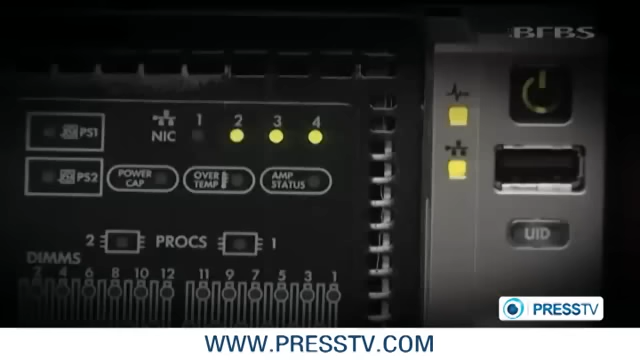 BFBS
PS1
NIC 1 2 3 4
PS2
POWER CAP
OVER TEMP
AMP STATUS
2 PROCS 1
UID
DIMMS
2 4 6 8 10 12 11 9 7 5 3 1
PRESSTV
WWW.PRESSTV.COM